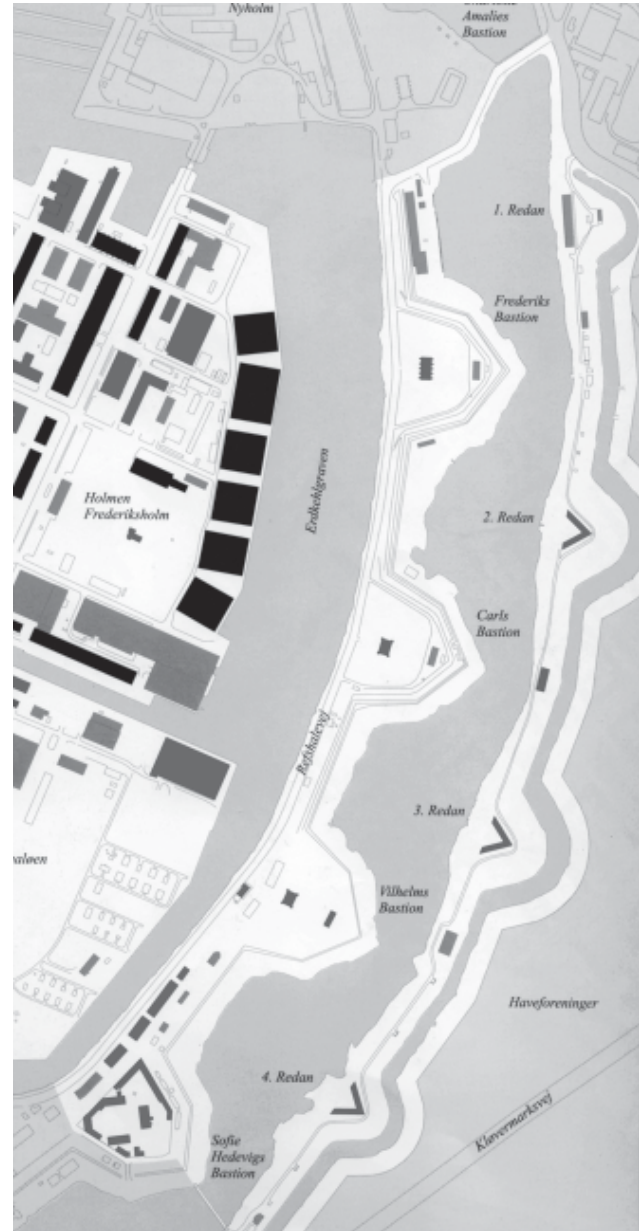 Nyholm
Amalies
Bastion
1. Redan
Frederiks
Bastion
Erdkehlgraven
Holmen
Frederiksholm
2. Redan
Carls
Bastion
Refshalevej
3. Redan
aløen
Vilhelms
Bastion
Haveforeninger
4. Redan
Kløvermarksvej
Sofie
Hedevigs
Bastion